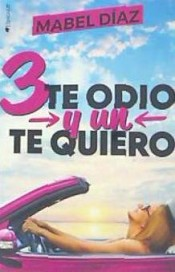 MABEL DÍAZ
3 TE ODIO
y un
TE QUIERO